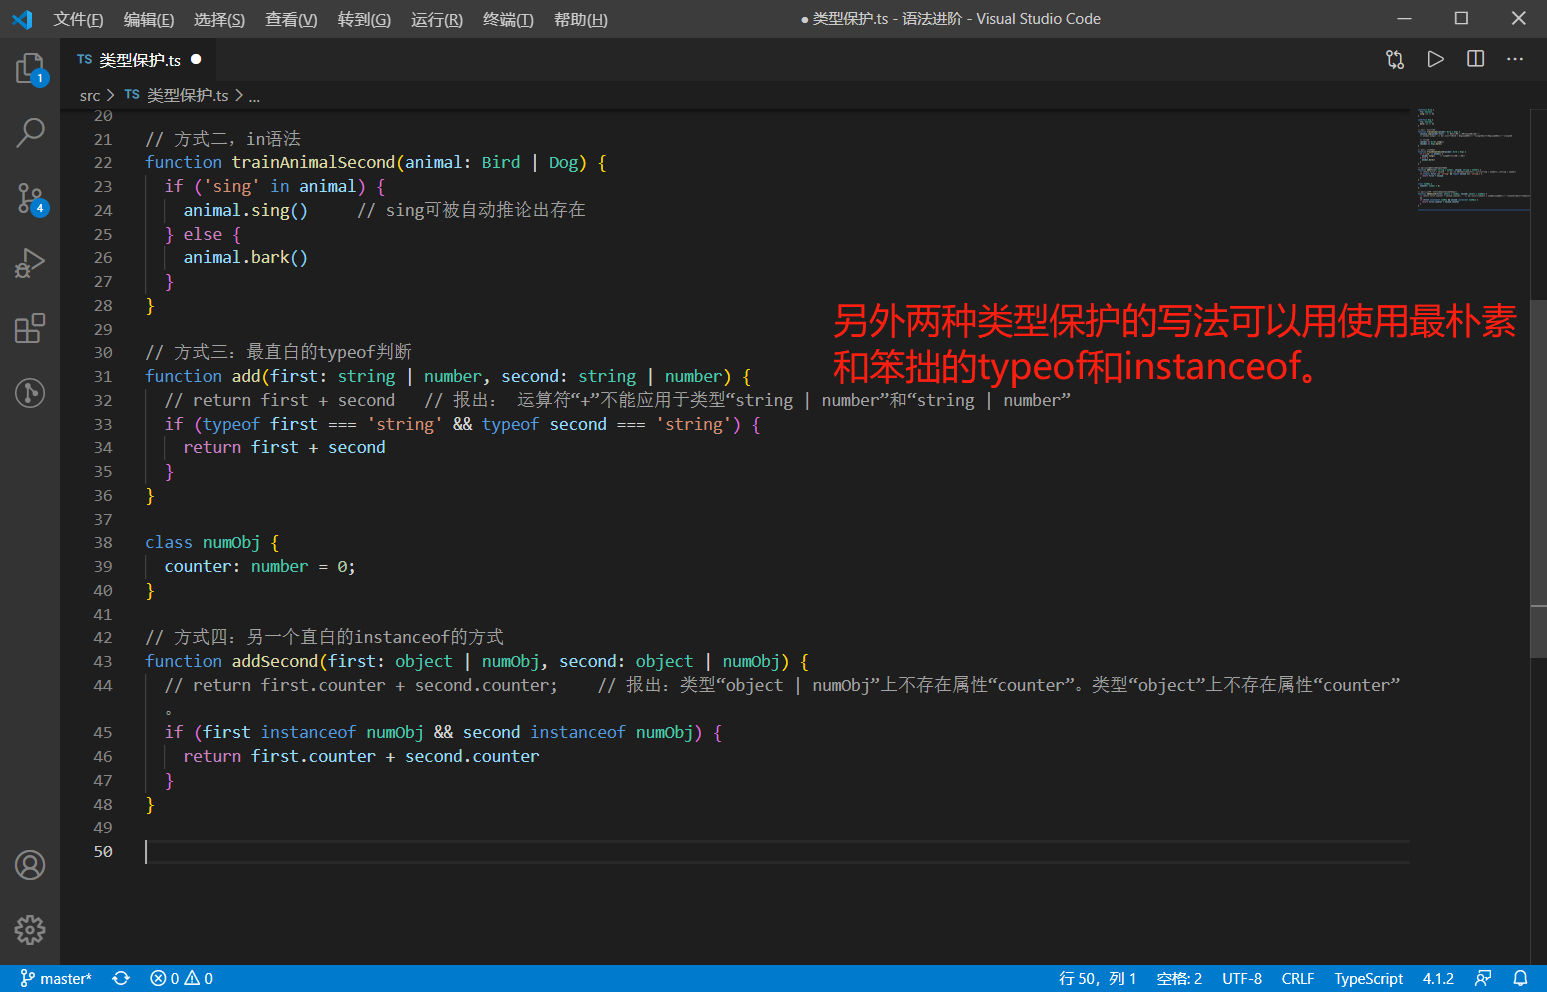 文件(F) 编辑(E) 选择(S) 查看(V) 转到(G) 运行(R) 终端(T) 帮助(H) ● 类型保护.ts - 语法进阶 - Visual Studio Code
TS 类型保护.ts ●
1
src > TS 类型保护.ts > ...
20
21 // 方式二，in语法
22 function trainAnimalSecond(animal: Bird | Dog) {
23 if ('sing' in animal) {
24 animal.sing() // sing可被自动推论出存在
4
25 } else {
26 animal.bark()
27 }
28 }
另外两种类型保护的写法可以用使用最朴素
和笨拙的typeof和instanceof。
29
30 // 方式三：最直白的typeof判断
31 function add(first: string | number, second: string | number) {
32 // return first + second // 报出： 运算符“+”不能应用于类型“string | number”和“string | number”
33 if (typeof first === 'string' && typeof second === 'string') {
34 return first + second
35 }
36 }
37
38 class numObj {
39 counter: number = 0;
40 }
41
42 // 方式四：另一个直白的instanceof的方式
43 function addSecond(first: object | numObj, second: object | numObj) {
44 // return first.counter + second.counter; // 报出：类型“object | numObj”上不存在属性“counter”。类型“object”上不存在属性“counter”
。
45 if (first instanceof numObj && second instanceof numObj) {
46 return first.counter + second.counter
47 }
48 }
49
50
master* 0 0 行 50，列 1 空格: 2 UTF-8 CRLF TypeScript 4.1.2